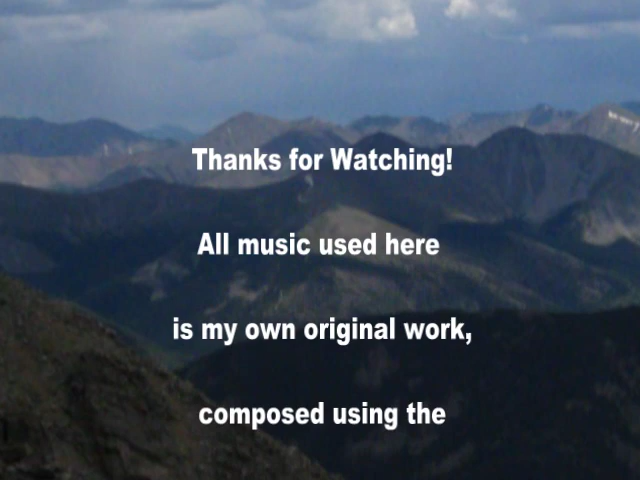 Thanks for Watching!
All music used here
is my own original work,
composed using the